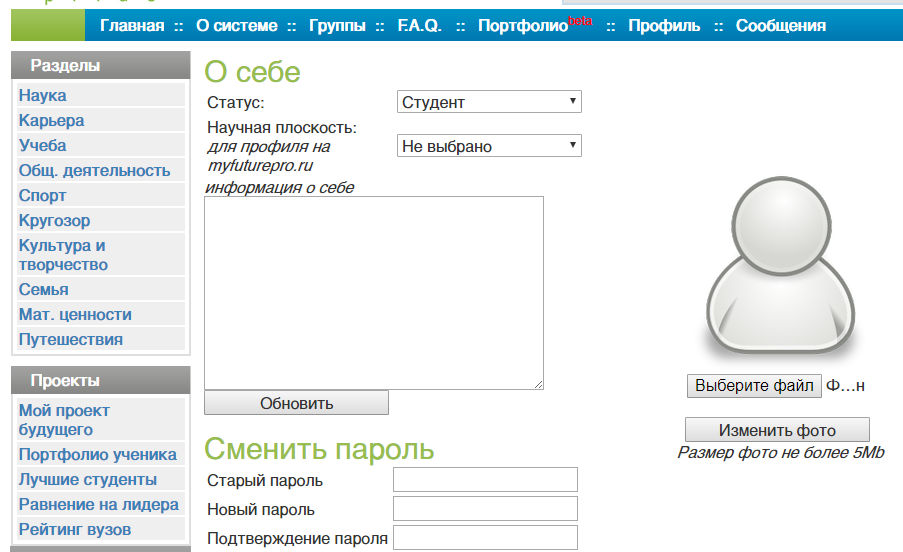 Главная :: О системе :: Группы :: F.A.Q. :: Портфолиоbeta :: Профиль :: Сообщения
Разделы
Наука
Карьера
Учеба
Общ. деятельность
Спорт
Кругозор
Культура и
творчество
Семья
Мат. ценности
Путешествия
Проекты
Мой проект
будущего
Портфолио ученика
Лучшие студенты
Равнение на лидера
Рейтинг вузов
О себе
Статус: Студент
Научная плоскость:
для профиля на
myfuturepro.ru
Не выбрано
информация о себе
Обновить
Сменить пароль
Старый пароль
Новый пароль
Подтверждение пароля
Выберите файл Ф...н
Изменить фото
Размер фото не более 5Mb